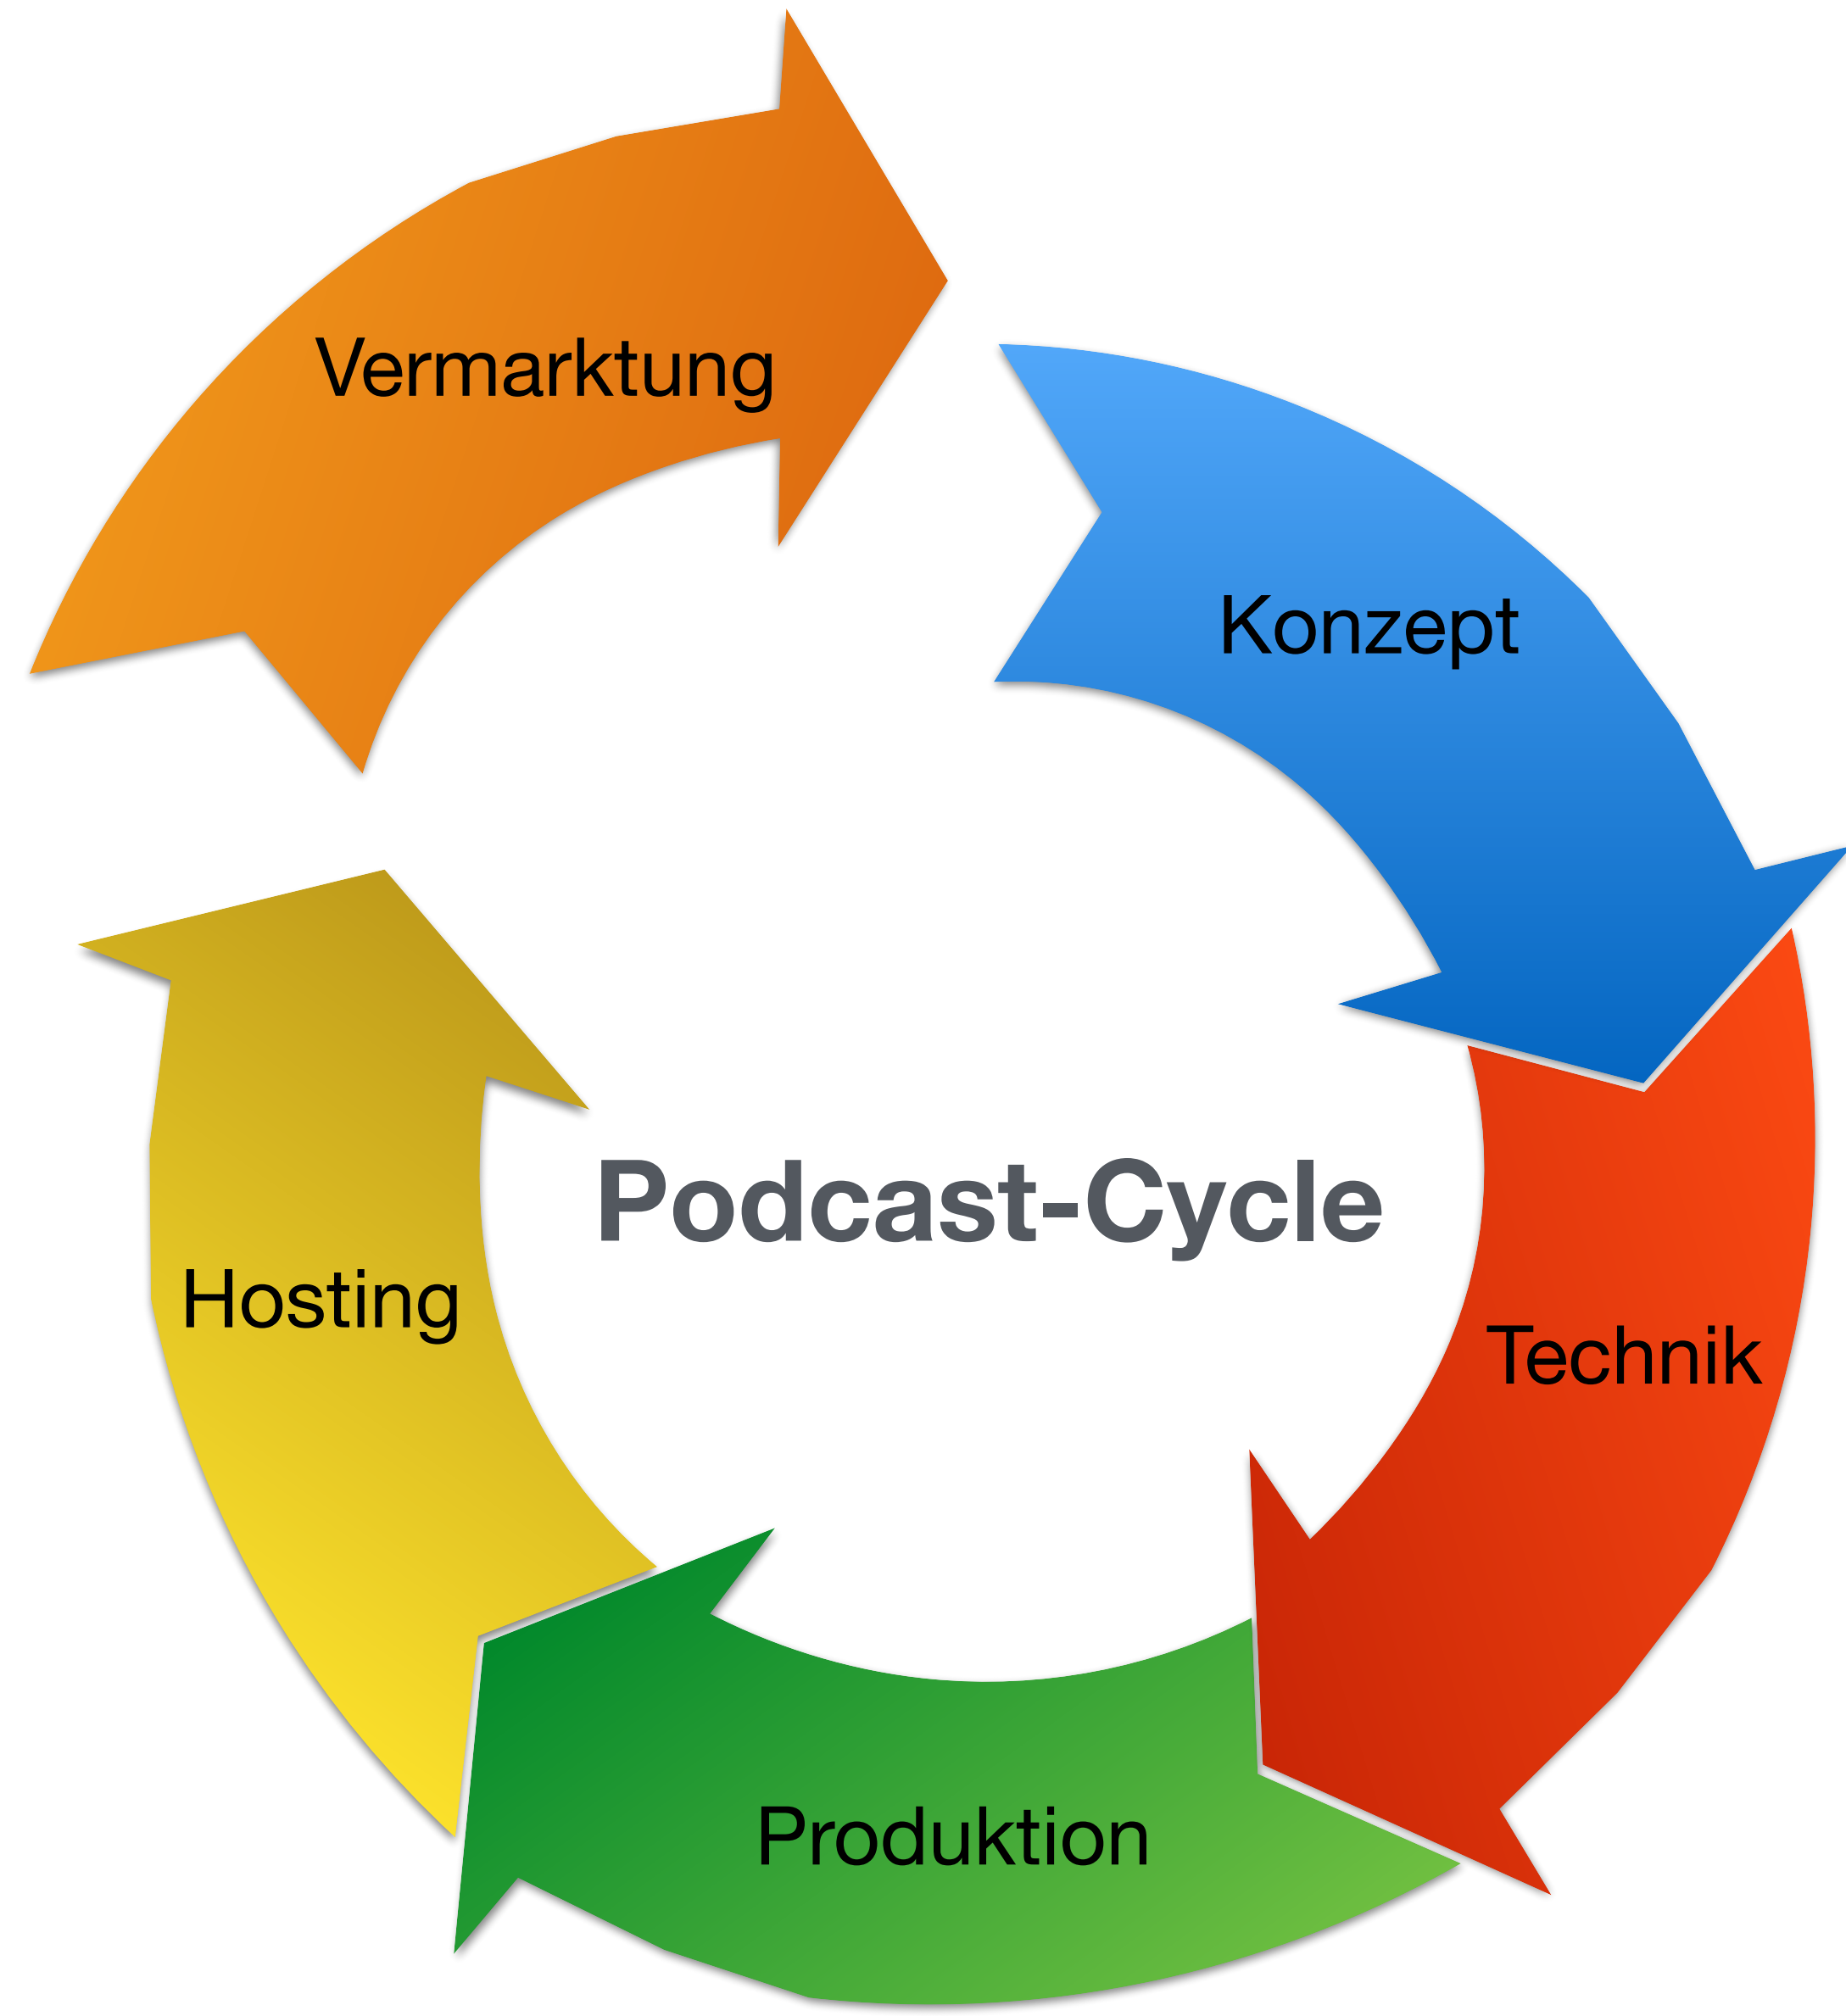 Vermarktung
Konzept
Podcast-Cycle
Hosting
Technik
Produktion